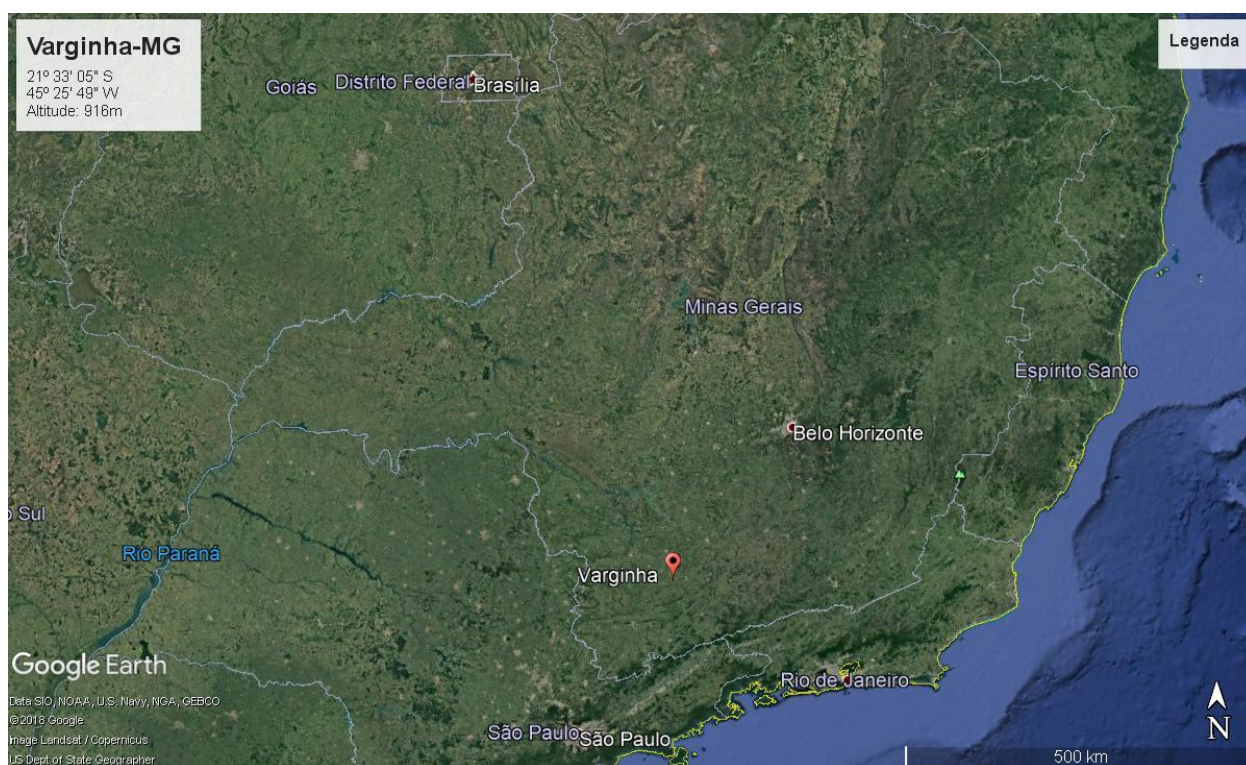 Varginha-MG
21º 33' 05" S
45º 25' 49" W
Altitude: 916m
Legenda
Goiás
Distrito Federal
Brasília
Minas Gerais
Espírito Santo
Belo Horizonte
o Sul
Rio Paraná
Varginha
Google Earth
Rio de Janeiro
Data SIO, NOAA, U.S. Navy, NGA, GEBCO
© 2018 Google
Image Landsat / Copernicus
US Dept of State Geographer
São Paulo
São Paulo
N
500 km